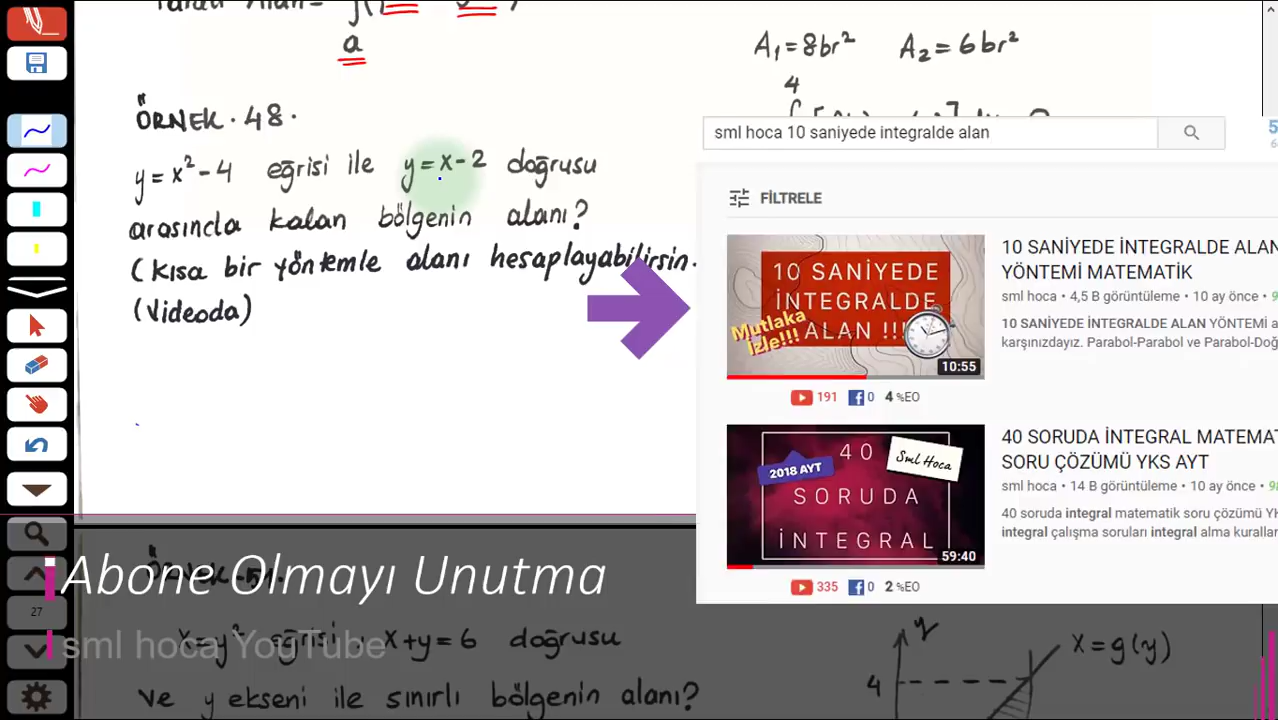 Taralı Alan =
a
A₁ = 8br² A₂ = 6br²
4
ÖRNEK. 48.
y = x² - 4 eğrisi ile y = x - 2 doğrusu
arasında kalan bölgenin alanı?
(Kısa bir yöntemle alanı hesaplayabilirsin.
(Videoda)
sml hoca 10 saniyede integralde alan
FİLTRELE
10 SANİYEDE
İNTEGRALDE
ALAN !!!
Mutlaka
İzle!!!
10:55
191 0 4 %EO
10 SANİYEDE İNTEGRALDE ALAN
YÖNTEMİ MATEMATİK
sml hoca • 4,5 B görüntüleme • 10 ay önce •
10 SANİYEDE İNTEGRALDE ALAN YÖNTEMİ
karşınızdayız. Parabol-Parabol ve Parabol-Doğ
2018 AYT
Sml Hoca
40
SORUDA
İNTEGRAL
59:40
335 0 2 %EO
40 SORUDA İNTEGRAL MATEMAT
SORU ÇÖZÜMÜ YKS AYT
sml hoca • 14 B görüntüleme • 10 ay önce •
40 soruda integral matematik soru çözümü YK
integral çalışma soruları integral alma kuralları
27
Abone Olmayı Unutma
sml hoca YouTube
x = y² eğrisi, x + y = 6 doğrusu
ve y ekseni ile sınırlı bölgenin alanı?
y
x = g(y)
4